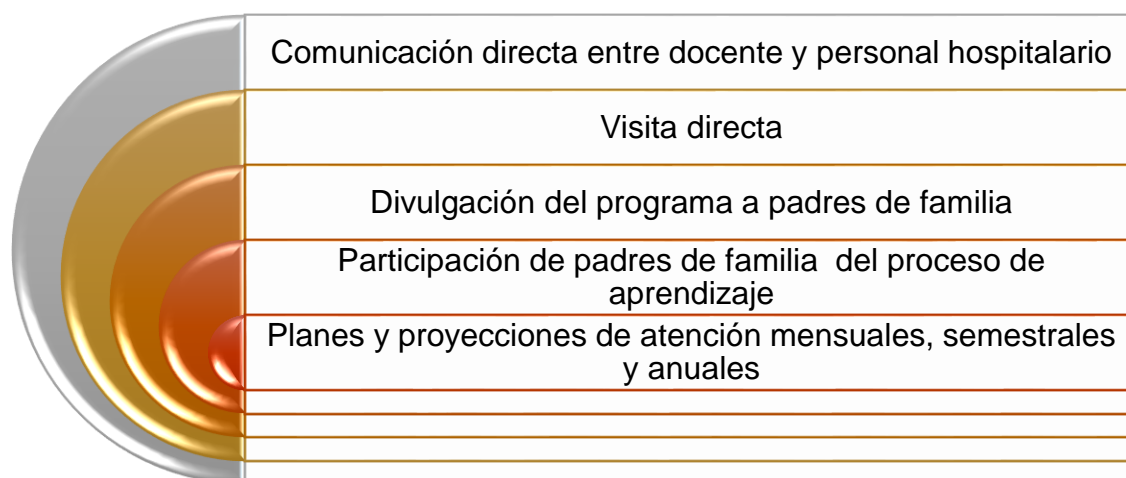 Comunicación directa entre docente y personal hospitalario
Visita directa
Divulgación del programa a padres de familia
Participación de padres de familia  del proceso de
aprendizaje
Planes y proyecciones de atención mensuales, semestrales
y anuales